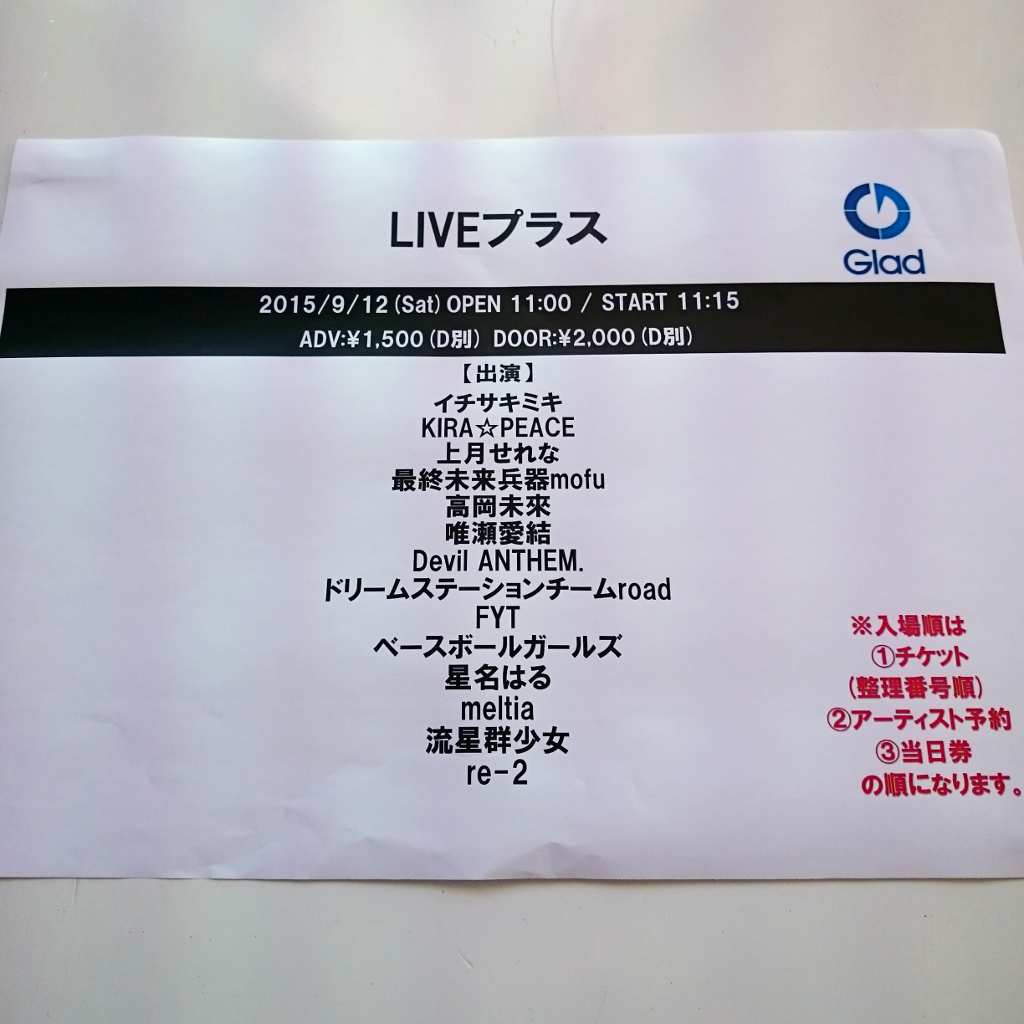 LIVEプラス
Glad
2015/9/12(Sat) OPEN 11:00 / START 11:15
ADV:¥1,500(D別) DOOR:¥2,000(D別)
【出演】
イチサキミキ
KIRA☆PEACE
上月せれな
最終未来兵器mofu
高岡未來
唯瀬愛結
Devil ANTHEM.
ドリームステーションチームroad
FYT
ベースボールガールズ
星名はる
meltia
流星群少女
re-2
※入場順は
①チケット
(整理番号順)
②アーティスト予約
③当日券
の順になります。